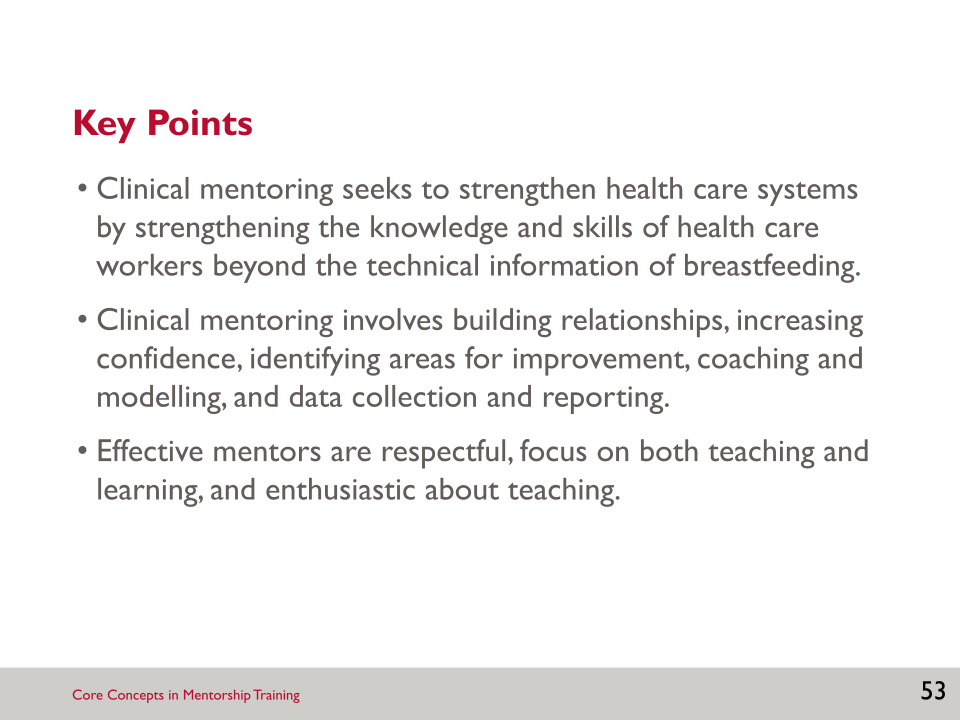 Key Points
• Clinical mentoring seeks to strengthen health care systems
by strengthening the knowledge and skills of health care
workers beyond the technical information of breastfeeding.
• Clinical mentoring involves building relationships, increasing
confidence, identifying areas for improvement, coaching and
modelling, and data collection and reporting.
• Effective mentors are respectful, focus on both teaching and
learning, and enthusiastic about teaching.
Core Concepts in Mentorship Training
53